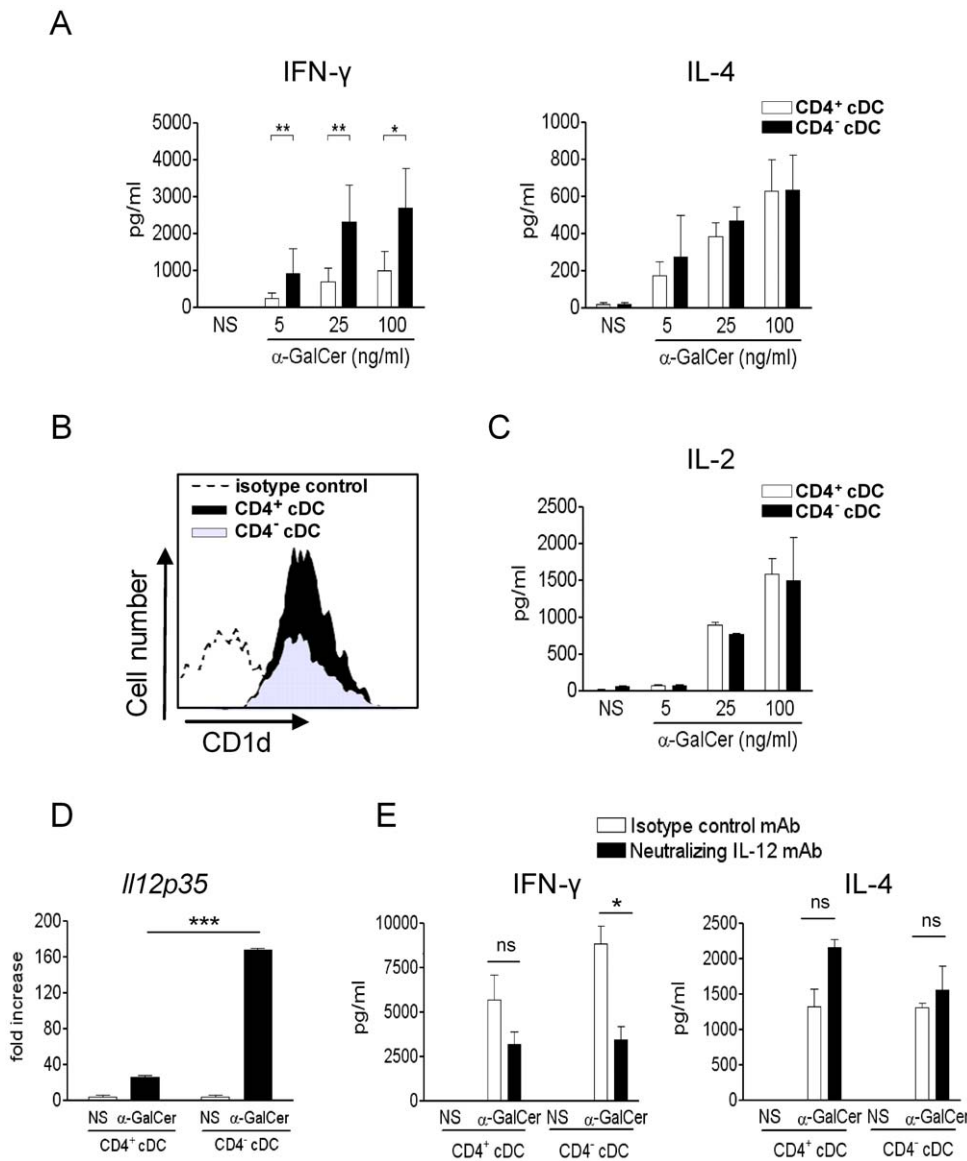 A
IFN-γ
pg/ml
5000
4000
3000
2000
1000
0
** ** *
NS 5 25 100
α-GalCer (ng/ml)
IL-4
CD4⁺ cDC
CD4⁻ cDC
pg/ml
1000
800
600
400
200
0
NS 5 25 100
α-GalCer (ng/ml)
B
isotype control
CD4⁺ cDC
CD4⁻ cDC
Cell number
CD1d
C
IL-2
CD4⁺ cDC
CD4⁻ cDC
pg/ml
2500
2000
1500
1000
500
0
NS 5 25 100
α-GalCer (ng/ml)
D
Il12p35
fold increase
200
160
120
80
40
0
***
NS α-GalCer NS α-GalCer
CD4⁺ cDC CD4⁻ cDC
E
Isotype control mAb
Neutralizing IL-12 mAb
IFN-γ
pg/ml
10000
7500
5000
2500
0
ns *
NS α-GalCer NS α-GalCer
CD4⁺ cDC CD4⁻ cDC
IL-4
pg/ml
2500
2000
1500
1000
500
0
ns ns
NS α-GalCer NS α-GalCer
CD4⁺ cDC CD4⁻ cDC